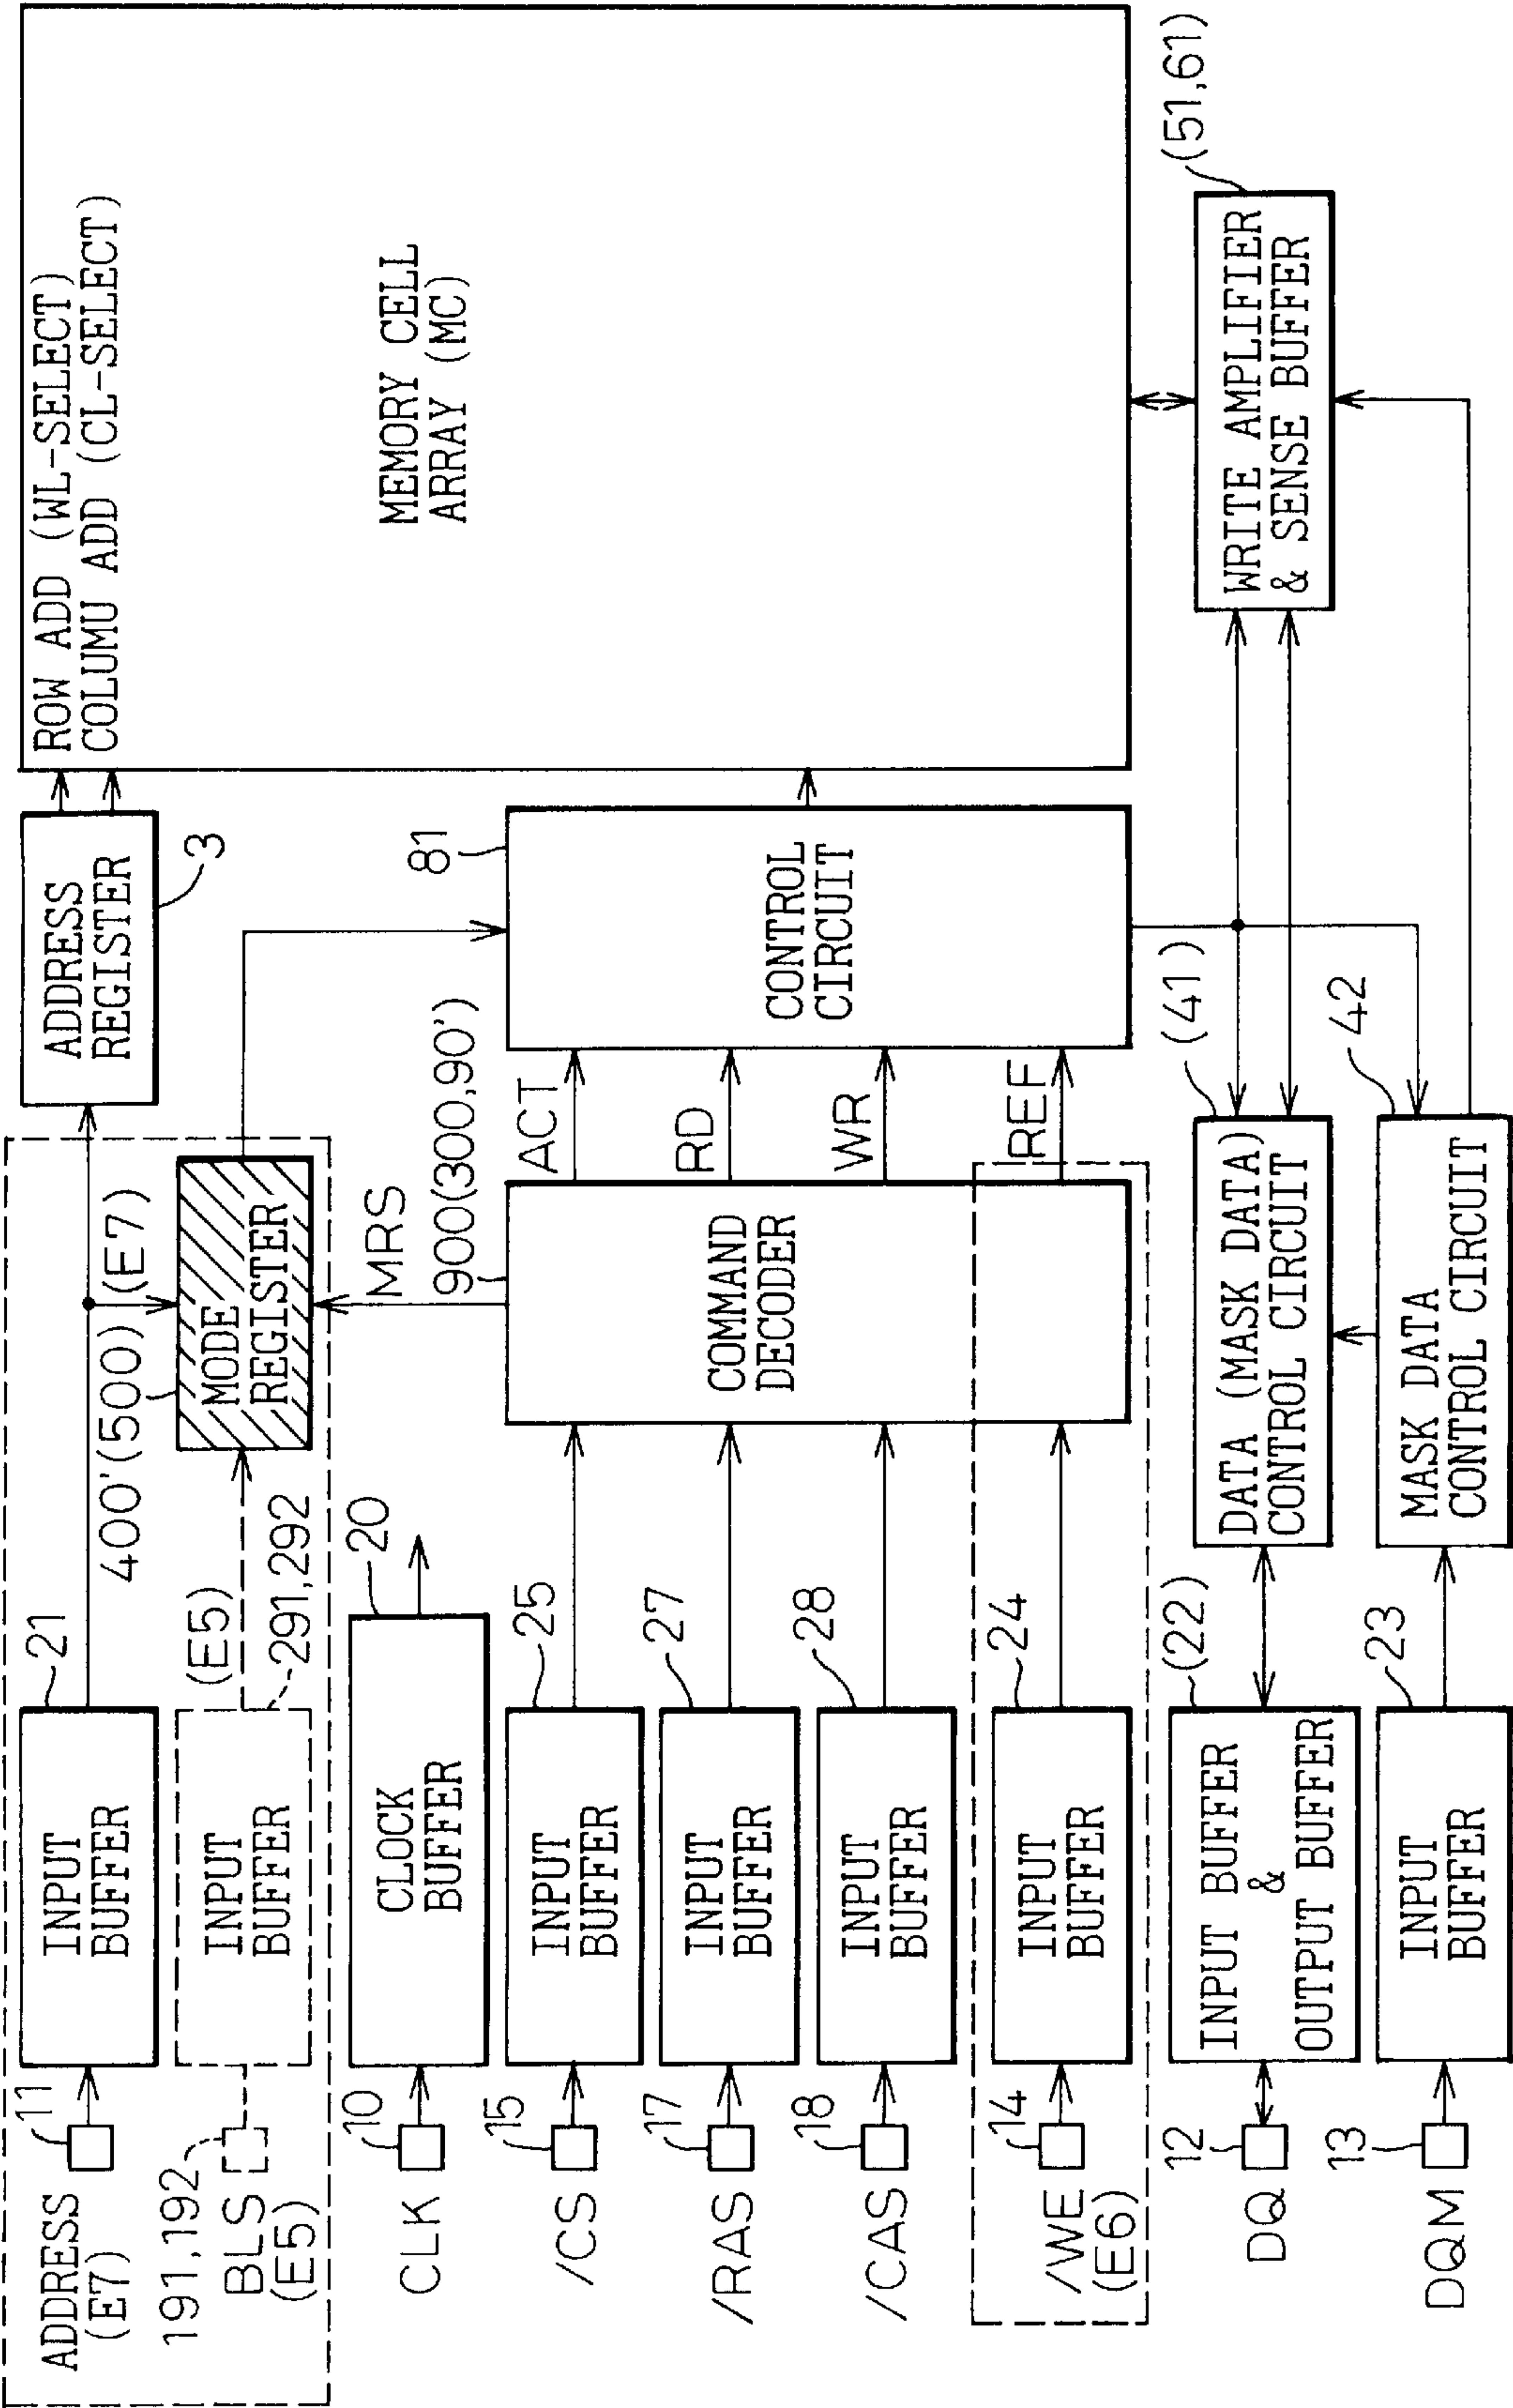 ADDRESS
(E7)
11
INPUT
BUFFER
21
400'(500)
(E7)
ADDRESS
REGISTER
3
ROW ADD (WL-SELECT)
COLUMU ADD (CL-SELECT)
191,192
BLS
(E5)
INPUT
BUFFER
(E5)
291,292
MODE
REGISTER
MRS
CLK
10
CLOCK
BUFFER
20
MEMORY CELL
ARRAY (MC)
/CS
15
INPUT
BUFFER
25
900(300,90')
81
ACT
/RAS
17
INPUT
BUFFER
27
COMMAND
DECODER
RD
CONTROL
CIRCUIT
/CAS
18
INPUT
BUFFER
28
WR
/WE
(E6)
14
INPUT
BUFFER
24
REF
DQ
12
INPUT BUFFER
&
OUTPUT BUFFER
(22)
DATA (MASK DATA)
CONTROL CIRCUIT
(41)
WRITE AMPLIFIER
& SENSE BUFFER
(51,61)
DQM
13
INPUT
BUFFER
23
MASK DATA
CONTROL CIRCUIT
42